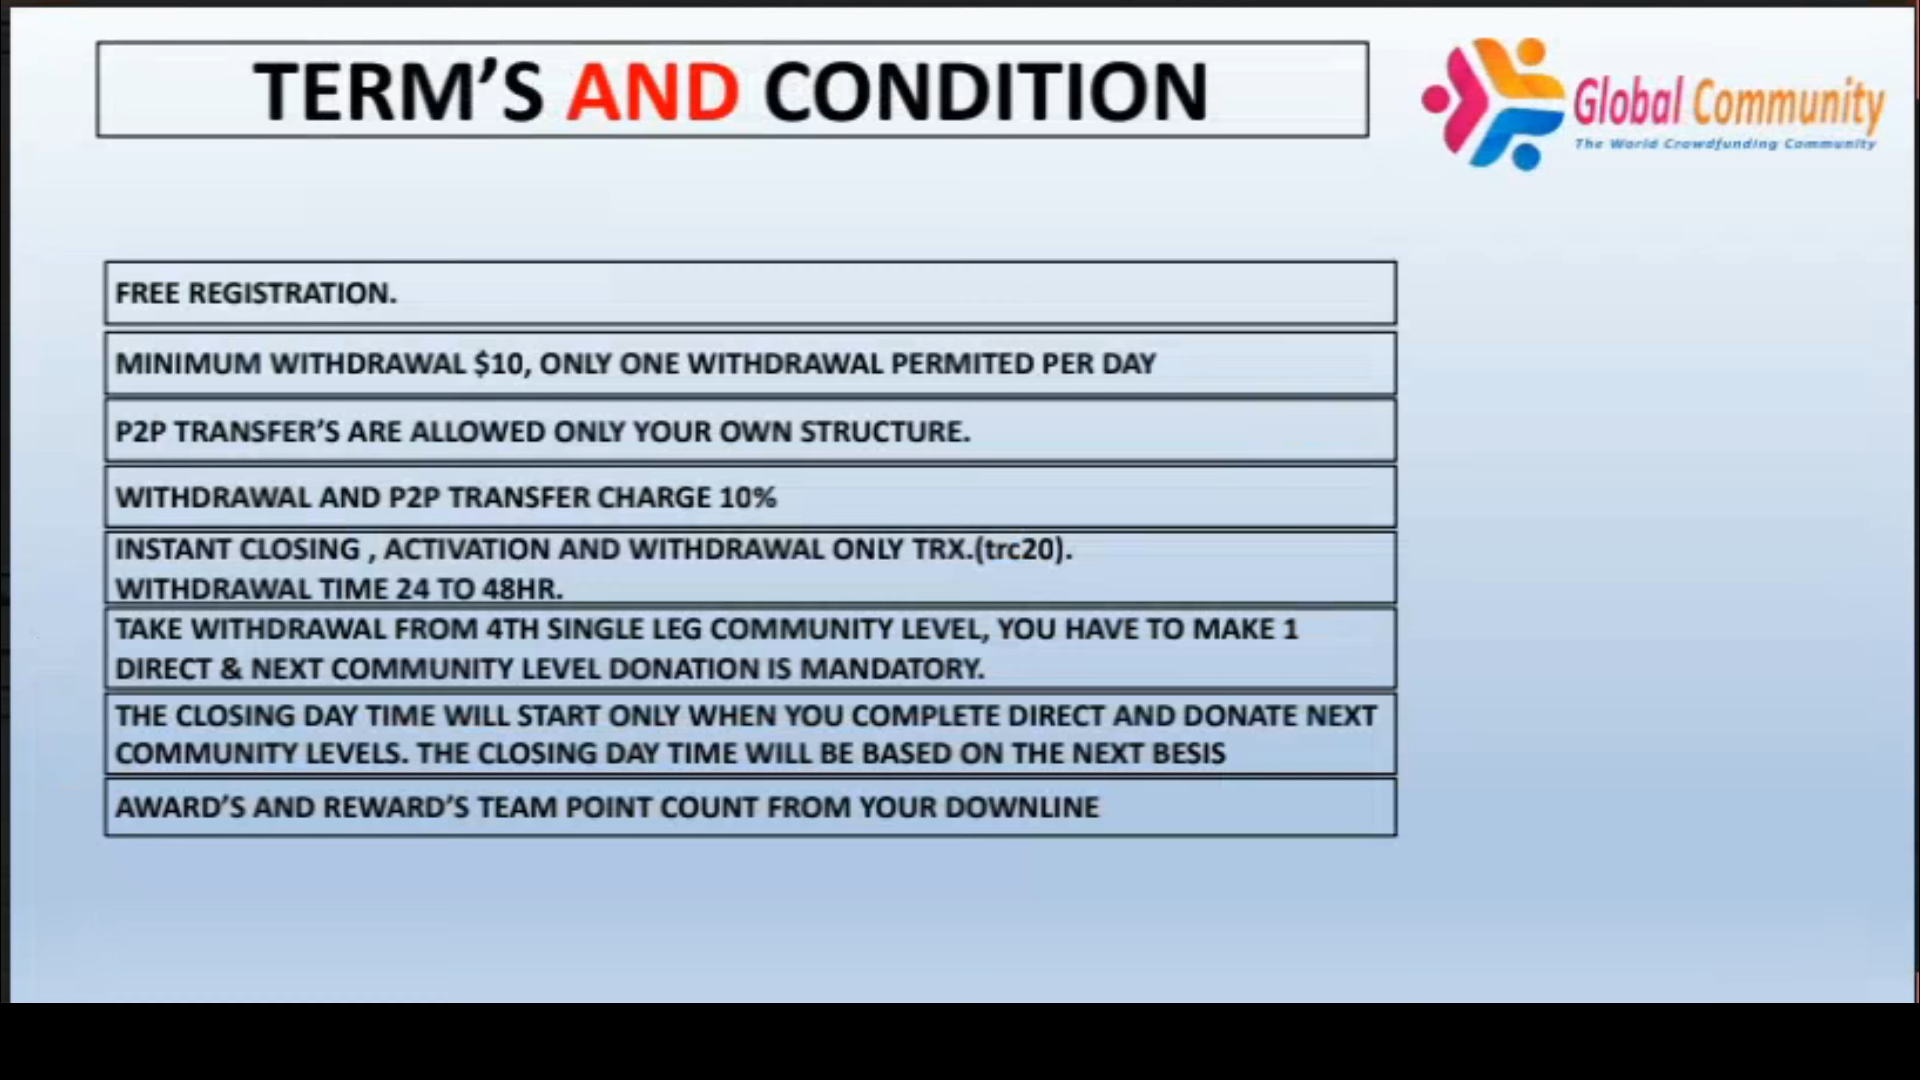 TERM'S AND CONDITION
Global Community
The World Crowdfunding Community
FREE REGISTRATION.
MINIMUM WITHDRAWAL $10, ONLY ONE WITHDRAWAL PERMITED PER DAY
P2P TRANSFER'S ARE ALLOWED ONLY YOUR OWN STRUCTURE.
WITHDRAWAL AND P2P TRANSFER CHARGE 10%
INSTANT CLOSING , ACTIVATION AND WITHDRAWAL ONLY TRX.(trc20).
WITHDRAWAL TIME 24 TO 48HR.
TAKE WITHDRAWAL FROM 4TH SINGLE LEG COMMUNITY LEVEL, YOU HAVE TO MAKE 1
DIRECT & NEXT COMMUNITY LEVEL DONATION IS MANDATORY.
THE CLOSING DAY TIME WILL START ONLY WHEN YOU COMPLETE DIRECT AND DONATE NEXT
COMMUNITY LEVELS. THE CLOSING DAY TIME WILL BE BASED ON THE NEXT BESIS
AWARD'S AND REWARD'S TEAM POINT COUNT FROM YOUR DOWNLINE